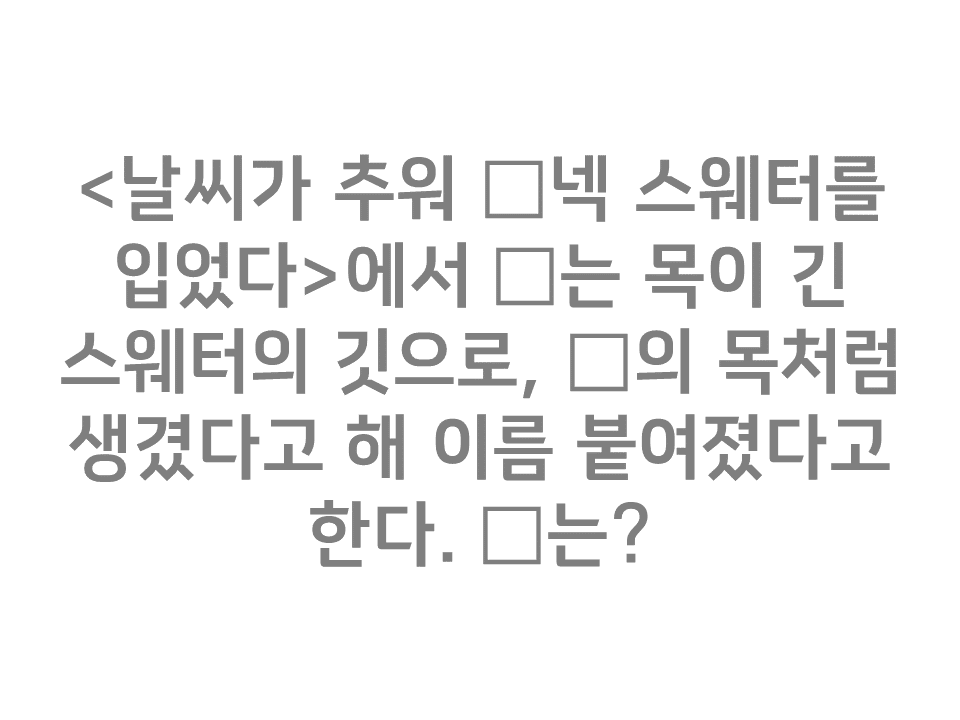 <날씨가 추워 □넥 스웨터를
입었다>에서 □는 목이 긴
스웨터의 깃으로, □의 목처럼
생겼다고 해 이름 붙여졌다고
한다. □는?